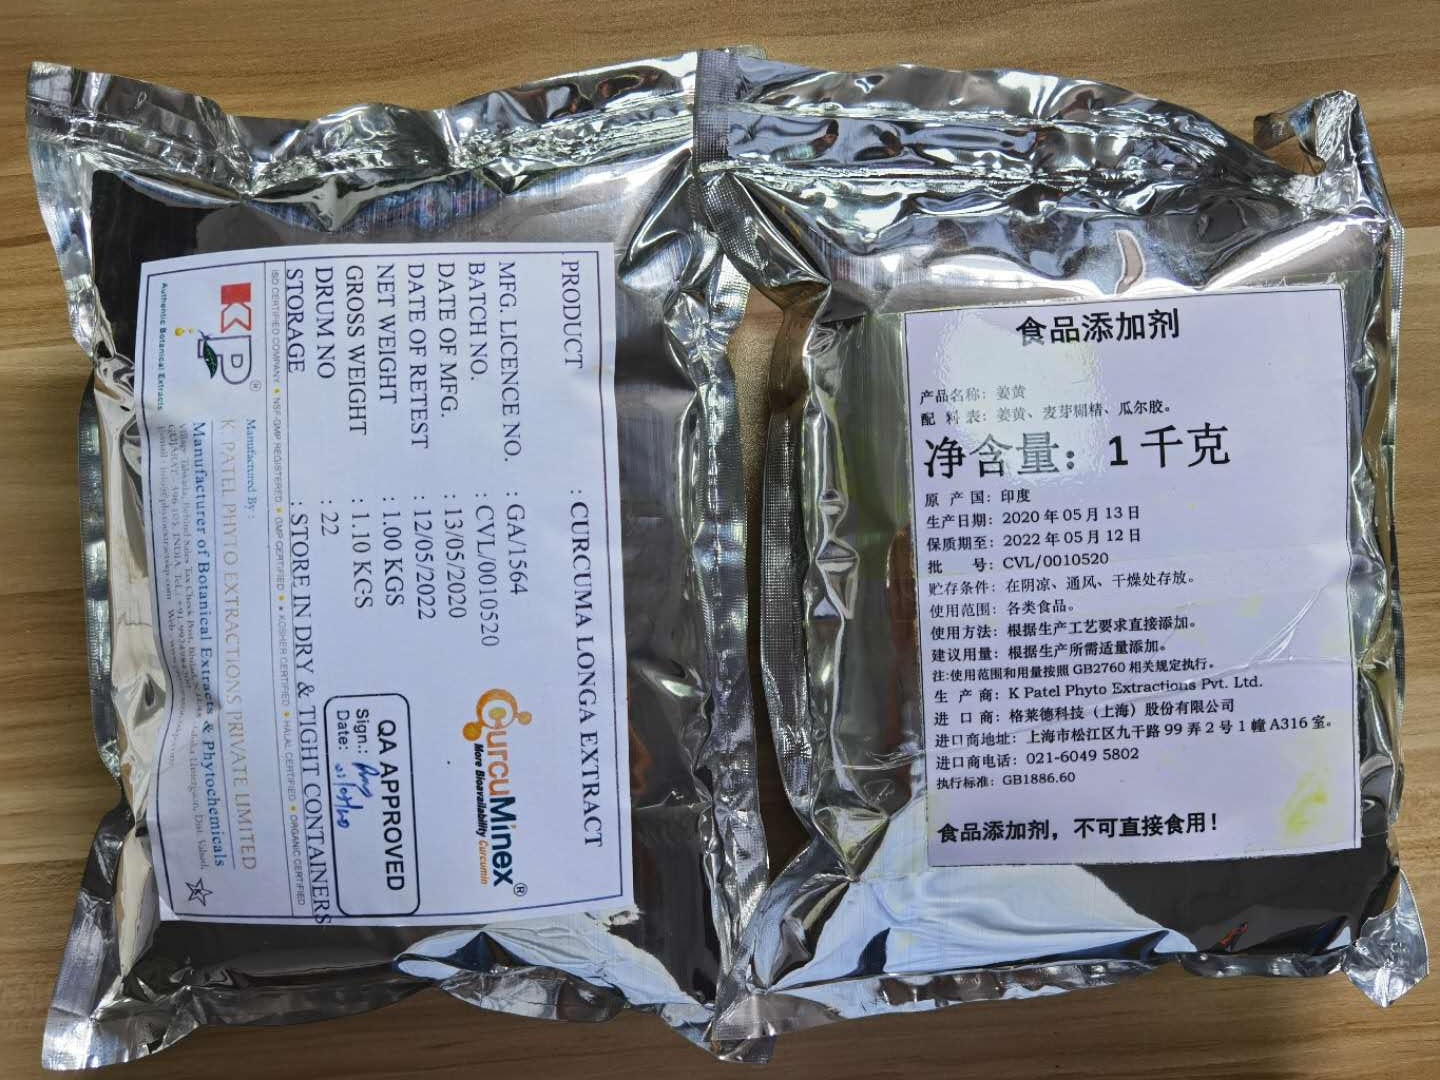 PRODUCT : CURCUMA LONGA EXTRACT
MFG. LICENCE NO. : GA/1564
BATCH NO. : CVL/0010520
DATE OF MFG. : 13/05/2020
DATE OF RETEST : 12/05/2022
NET WEIGHT : 1.00 KGS
GROSS WEIGHT : 1.10 KGS
DRUM NO : 22
STORAGE : STORE IN DRY & TIGHT CONTAINERS
CurcuMinex®
More Bioavailability Curcumin
QA APPROVED
Sign.:
Date:
ISO CERTIFIED COMPANY • NSF-GMP REGISTERED • GMP CERTIFIED • KOSHER CERTIFIED • HALAL CERTIFIED • ORGANIC CERTIFIED
KP®
Authentic Botanical Extracts
Manufactured By :
K PATEL PHYTO EXTRACTIONS PRIVATE LIMITED
Manufacturer of Botanical Extracts & Phytochemicals
食品添加剂
产品名称：姜黄
配 料 表：姜黄、麦芽糊精、瓜尔胶。
净含量：1 千克
原 产 国：印度
生产日期：2020 年 05 月 13 日
保质期至：2022 年 05 月 12 日
批 号：CVL/0010520
贮存条件：在阴凉、通风、干燥处存放。
使用范围：各类食品。
使用方法：根据生产工艺要求直接添加。
建议用量：根据生产所需适量添加。
注:使用范围和用量按照 GB2760 相关规定执行。
生 产 商：K Patel Phyto Extractions Pvt. Ltd.
进 口 商：格莱德科技（上海）股份有限公司
进口商地址：上海市松江区九干路 99 弄 2 号 1 幢 A316 室。
进口商电话：021-6049 5802
执行标准：GB1886.60
食品添加剂，不可直接食用！